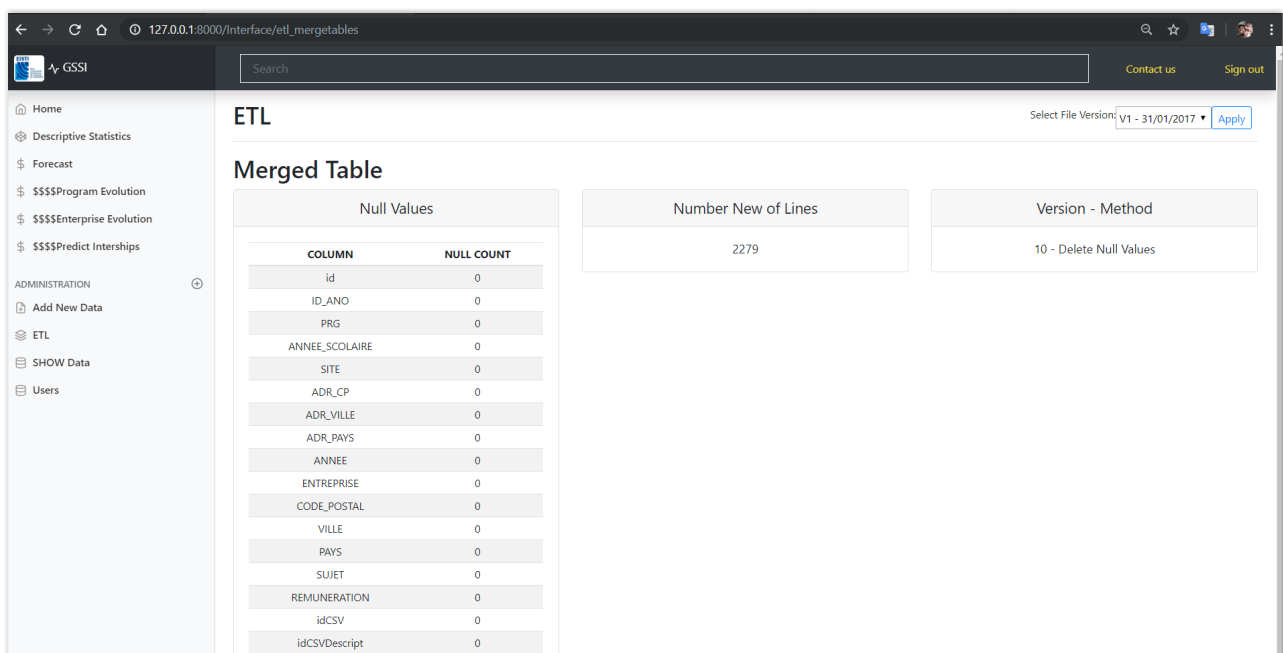 127.0.0.1:8000/Interface/etl_mergetables
EISTI
GSSI
Search
Contact us
Sign out
Home
Descriptive Statistics
Forecast
$$$$Program Evolution
$$$$Enterprise Evolution
$$$$Predict Interships
ADMINISTRATION
Add New Data
ETL
SHOW Data
Users
ETL
Select File Version:
V1 - 31/01/2017
Apply
Merged Table
Null Values
COLUMN NULL COUNT
id 0
ID_ANO 0
PRG 0
ANNEE_SCOLAIRE 0
SITE 0
ADR_CP 0
ADR_VILLE 0
ADR_PAYS 0
ANNEE 0
ENTREPRISE 0
CODE_POSTAL 0
VILLE 0
PAYS 0
SUJET 0
REMUNERATION 0
idCSV 0
idCSVDescript 0
Number New of Lines
2279
Version - Method
10 - Delete Null Values